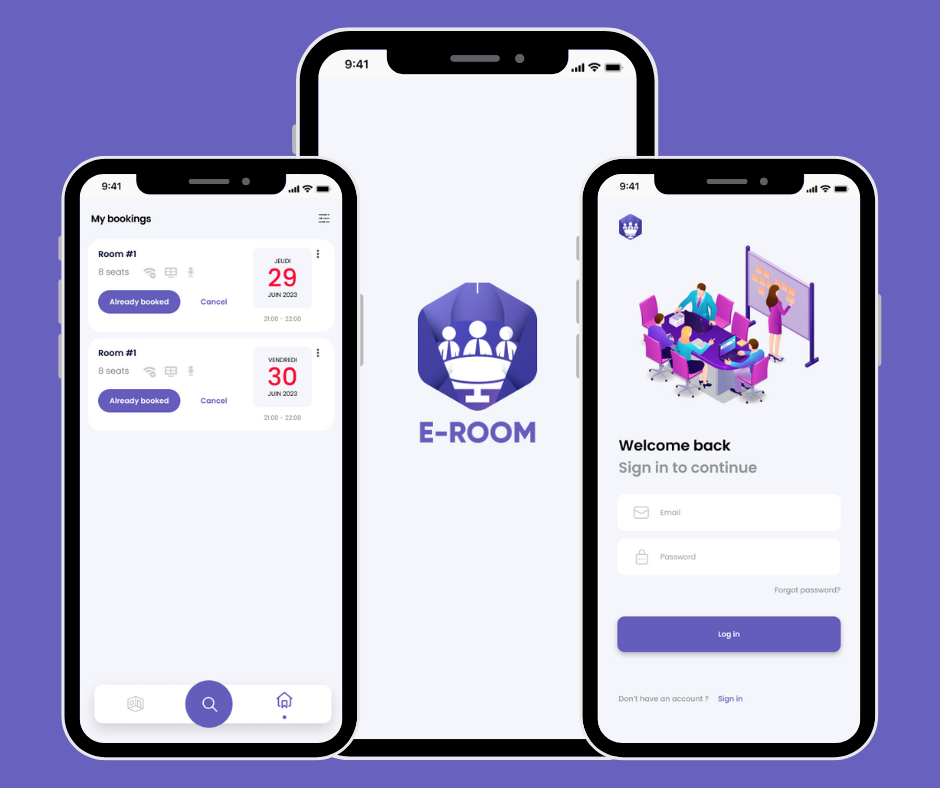 9:41
My bookings
Room #1
8 seats
Already booked
Cancel
JEUDI
29
JUIN 2023
21:00 - 22:00
Room #1
8 seats
Already booked
Cancel
VENDREDI
30
JUIN 2023
21:00 - 22:00
9:41
E-ROOM
9:41
Welcome back
Sign in to continue
Email
Password
Forgot password?
Log in
Don't have an account ? Sign in